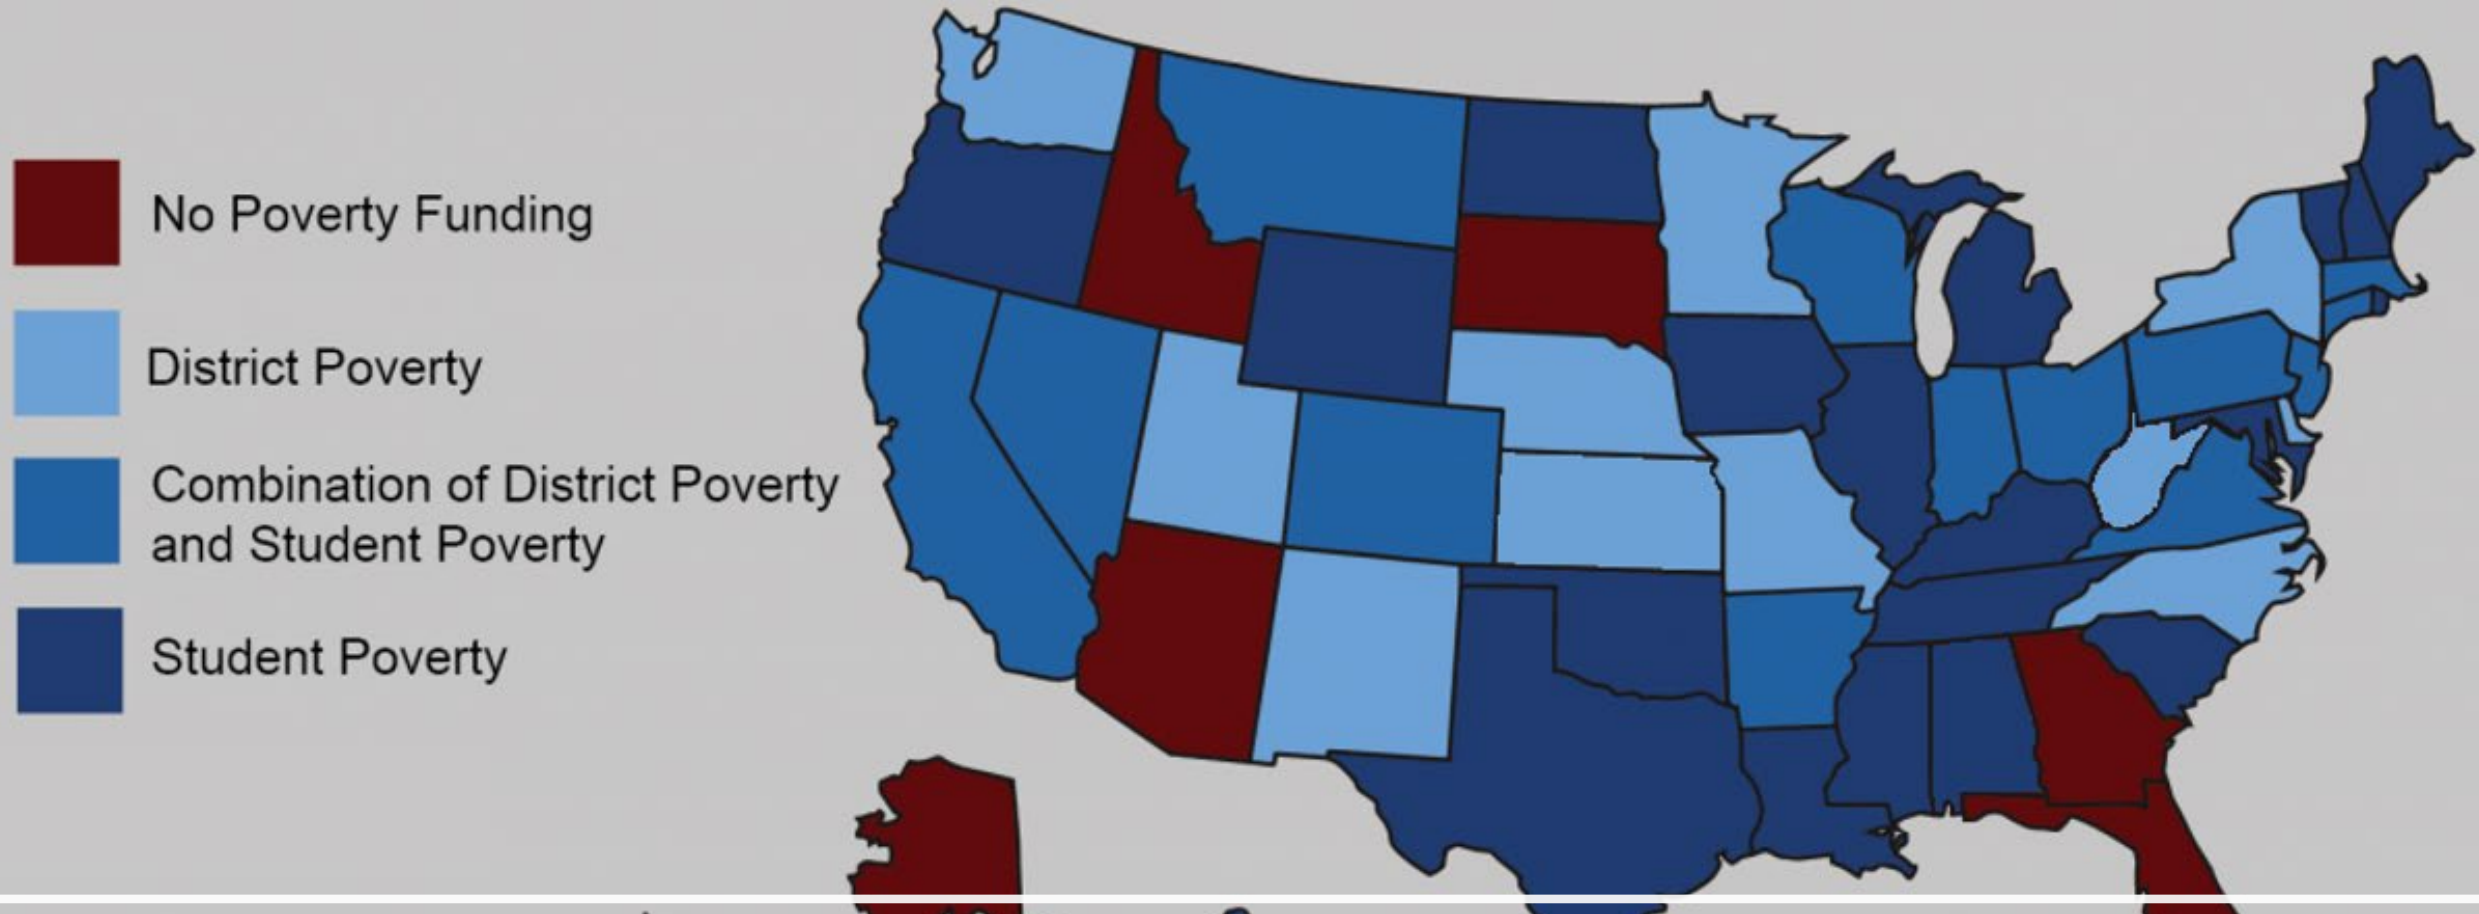 No Poverty Funding
District Poverty
Combination of District Poverty
and Student Poverty
Student Poverty